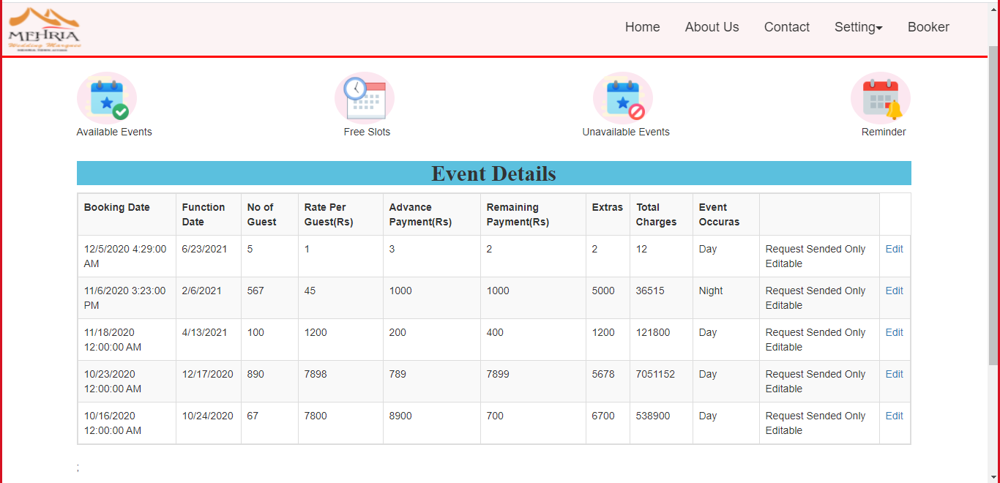 MEHRIA
Wedding Marquee
Home About Us Contact Setting Booker
Available Events Free Slots Unavailable Events Reminder
Event Details
Booking Date Function Date No of Guest Rate Per Guest(Rs) Advance Payment(Rs) Remaining Payment(Rs) Extras Total Charges Event Occuras
12/5/2020 4:29:00 AM 6/23/2021 5 1 3 2 2 12 Day Request Sended Only Editable Edit
11/6/2020 3:23:00 PM 2/6/2021 567 45 1000 1000 5000 36515 Night Request Sended Only Editable Edit
11/18/2020 12:00:00 AM 4/13/2021 100 1200 200 400 1200 121800 Day Request Sended Only Editable Edit
10/23/2020 12:00:00 AM 12/17/2020 890 7898 789 7899 5678 7051152 Day Request Sended Only Editable Edit
10/16/2020 12:00:00 AM 10/24/2020 67 7800 8900 700 6700 538900 Day Request Sended Only Editable Edit
;